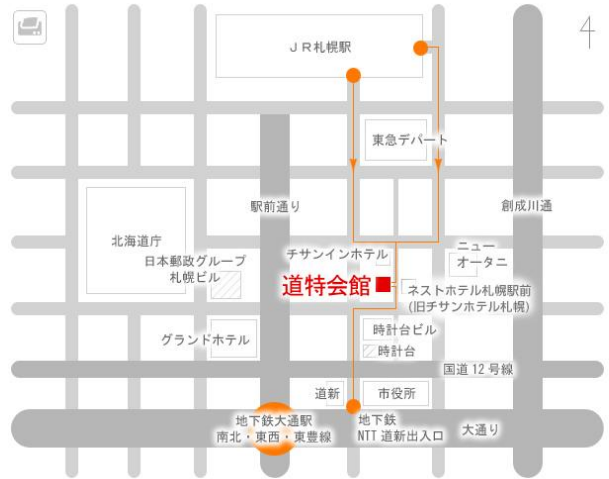 JR札幌駅
東急デパート
駅前通り
創成川通
北海道庁
日本郵政グループ
札幌ビル
チサンインホテル
ニュー
オータニ
道特会館
ネストホテル札幌駅前
(旧チサンホテル札幌)
グランドホテル
時計台ビル
時計台
国道12号線
道新
市役所
地下鉄大通駅
南北・東西・東豊線
地下鉄
NTT道新出入口
大通り